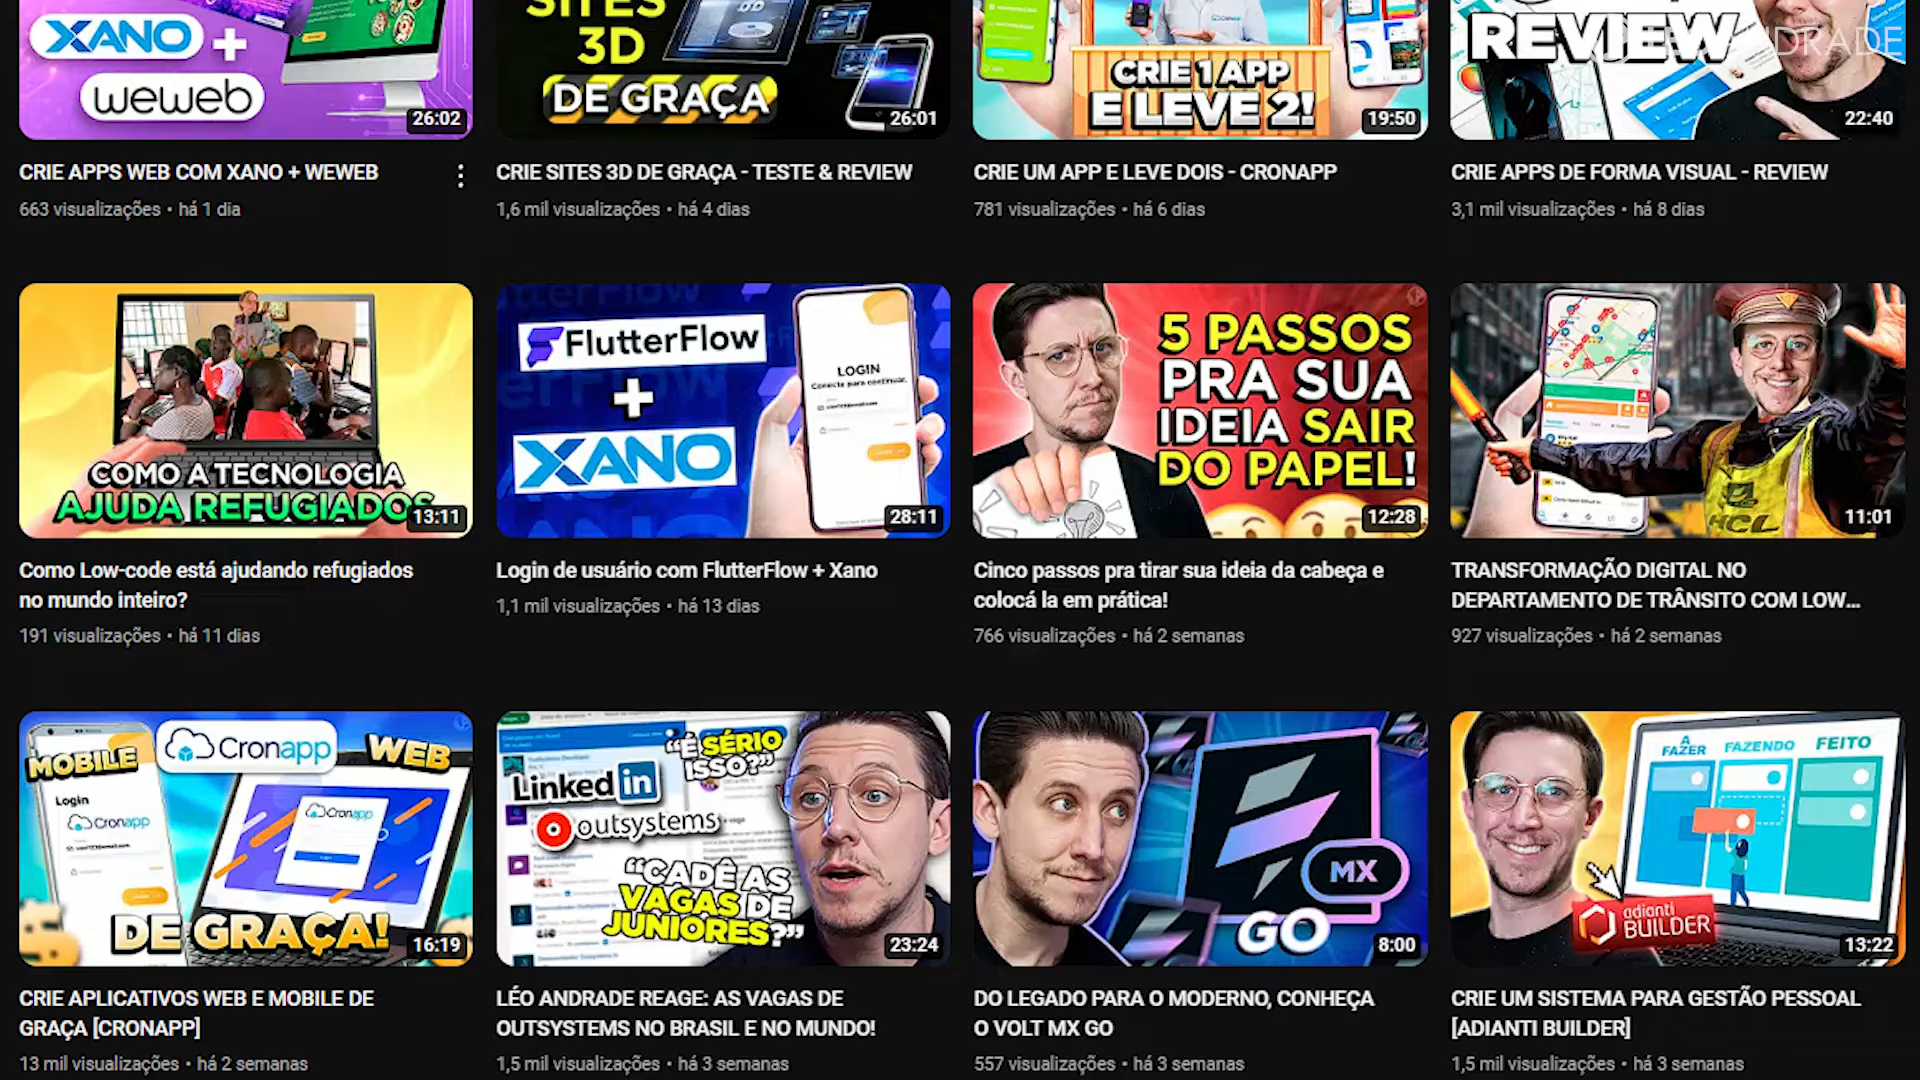 XANO +
weweb
26:02
SITES
3D
DE GRAÇA
26:01
CRIE 1 APP
E LEVE 2!
19:50
REVIEW
ANDRADE
22:40
CRIE APPS WEB COM XANO + WEWEB
663 visualizações • há 1 dia
CRIE SITES 3D DE GRAÇA - TESTE & REVIEW
1,6 mil visualizações • há 4 dias
CRIE UM APP E LEVE DOIS - CRONAPP
781 visualizações • há 6 dias
CRIE APPS DE FORMA VISUAL - REVIEW
3,1 mil visualizações • há 8 dias
COMO A TECNOLOGIA
AJUDA REFUGIADOS
13:11
FlutterFlow
+
XANO
LOGIN
Conecte para continuar.
28:11
5 PASSOS
PRA SUA
IDEIA SAIR
DO PAPEL!
12:28
HCL
11:01
Como Low-code está ajudando refugiados
no mundo inteiro?
191 visualizações • há 11 dias
Login de usuário com FlutterFlow + Xano
1,1 mil visualizações • há 13 dias
Cinco passos pra tirar sua ideia da cabeça e
colocá la em prática!
766 visualizações • há 2 semanas
TRANSFORMAÇÃO DIGITAL NO
DEPARTAMENTO DE TRÂNSITO COM LOW...
927 visualizações • há 2 semanas
MOBILE
Cronapp
WEB
Login
Cronapp
Cronapp
DE GRAÇA!
16:19
"É SÉRIO
ISSO?"
Linked in
outsystems
"CADÊ AS
VAGAS DE
JUNIORES?"
23:24
MX
GO
8:00
A
FAZER
FAZENDO
FEITO
adianti
BUILDER
13:22
CRIE APLICATIVOS WEB E MOBILE DE
GRAÇA [CRONAPP]
13 mil visualizações • há 2 semanas
LÉO ANDRADE REAGE: AS VAGAS DE
OUTSYSTEMS NO BRASIL E NO MUNDO!
1,5 mil visualizações • há 3 semanas
DO LEGADO PARA O MODERNO, CONHEÇA
O VOLT MX GO
557 visualizações • há 3 semanas
CRIE UM SISTEMA PARA GESTÃO PESSOAL
[ADIANTI BUILDER]
1,5 mil visualizações • há 3 semanas